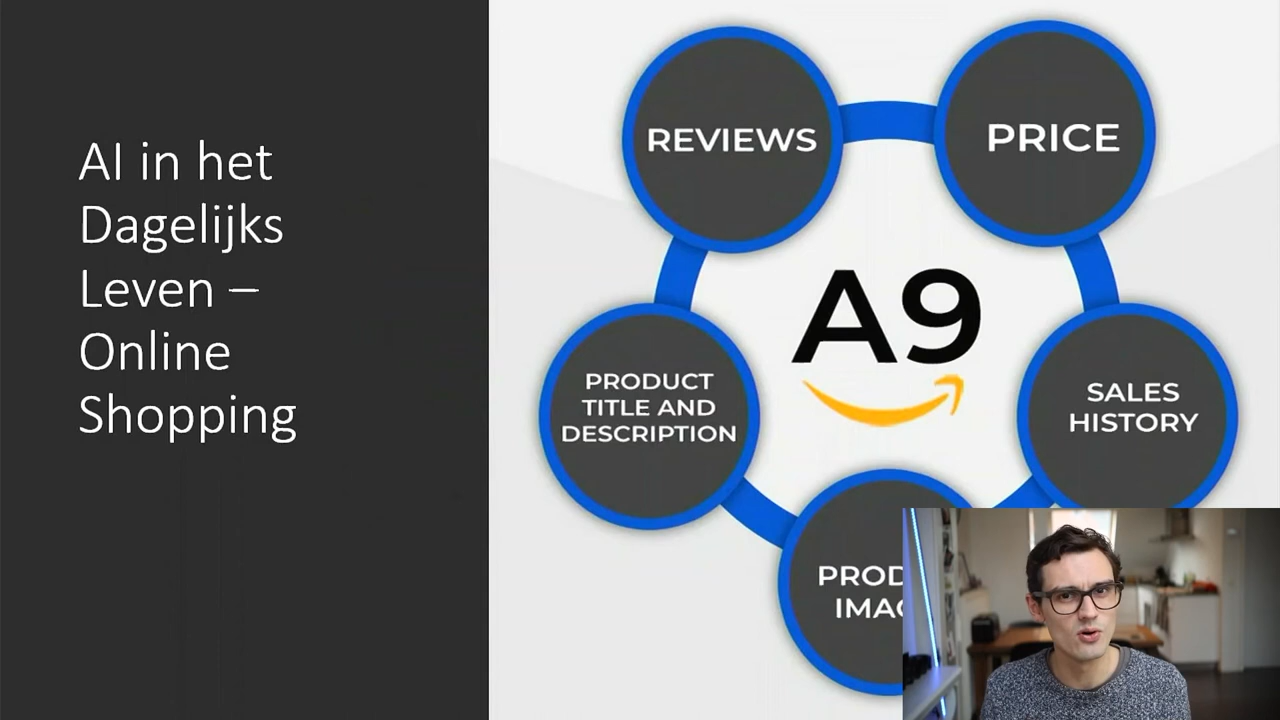 AI in het
Dagelijks
Leven –
Online
Shopping
REVIEWS
PRICE
A9
PRODUCT
TITLE AND
DESCRIPTION
SALES
HISTORY